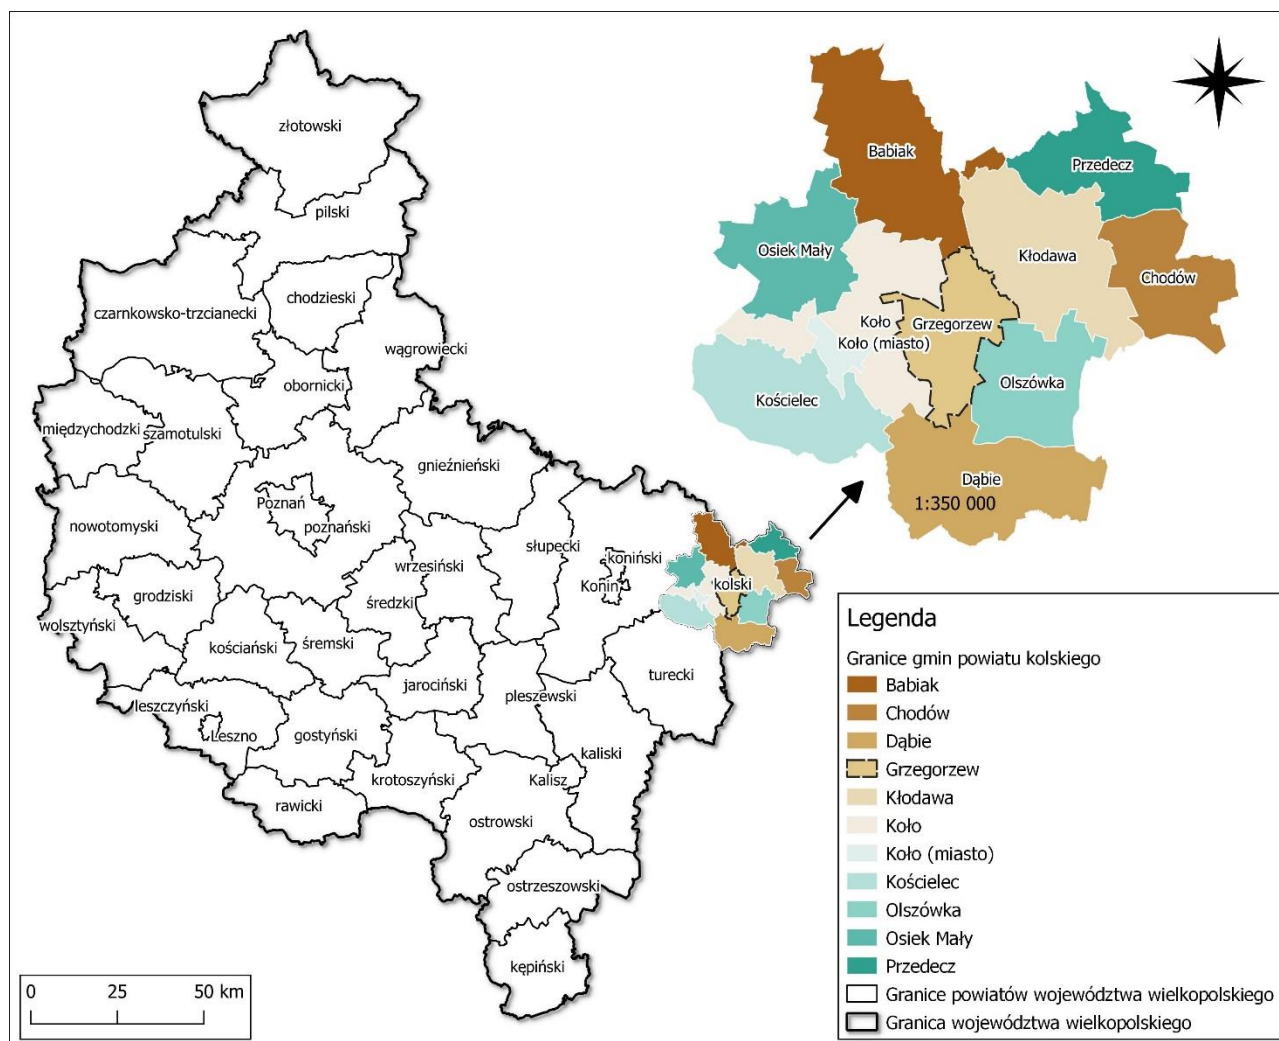 złotowski
pilski
chodzieski
czarnkowsko-trzcianecki
wągrowiecki
obornicki
międzychodzki
szamotulski
gnieźnieński
Poznań
poznański
nowotomyski
słupecki
koniński
Konin
kolski
wrzesiński
grodziski
średzki
wolsztyński
kościański
śremski
turecki
jarociński
pleszewski
leszczyński
Leszno
gostyński
kaliski
krotoszyński
Kalisz
rawicki
ostrowski
ostrzeszowski
kępiński
0 25 50 km
Babiak
Przedecz
Osiek Mały
Kłodawa
Chodów
Koło
Grzegorzew
Koło (miasto)
Olszówka
Kościelec
Dąbie
1:350 000
Legenda
Granice gmin powiatu kolskiego
Babiak
Chodów
Dąbie
Grzegorzew
Kłodawa
Koło
Koło (miasto)
Kościelec
Olszówka
Osiek Mały
Przedecz
Granice powiatów województwa wielkopolskiego
Granica województwa wielkopolskiego